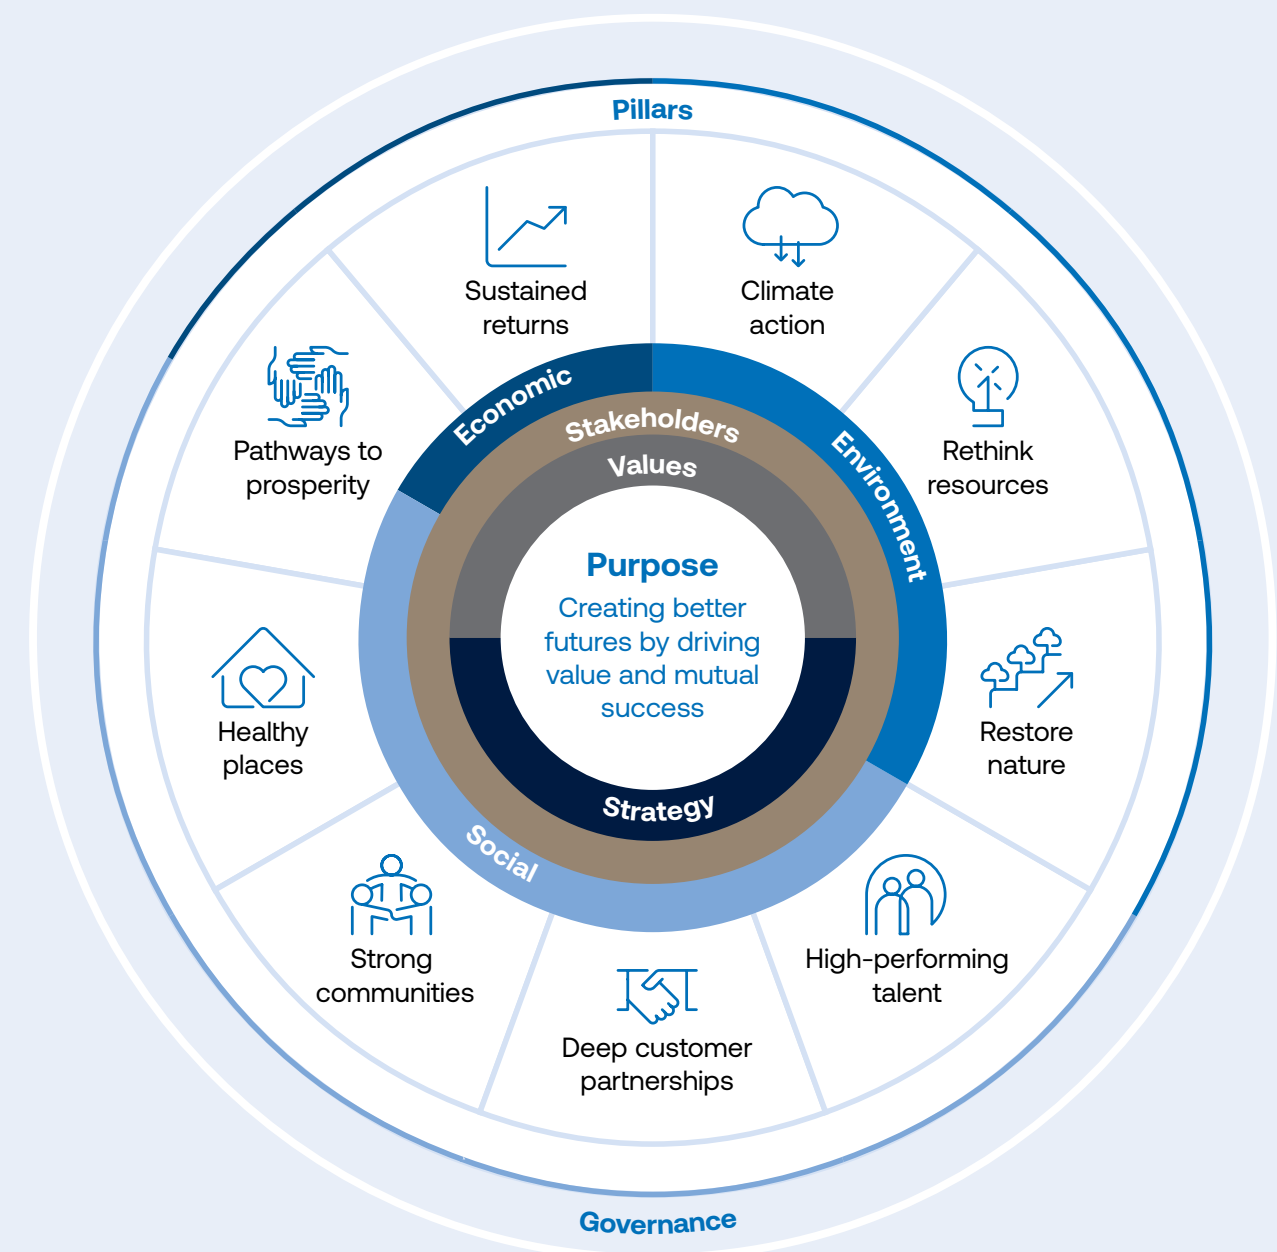 Pillars
Sustained
returns
Climate
action
Rethink
resources
Restore
nature
High-performing
talent
Deep customer
partnerships
Strong
communities
Healthy
places
Pathways to
prosperity
Economic
Environment
Social
Stakeholders
Values
Purpose
Creating better
futures by driving
value and mutual
success
Strategy
Governance